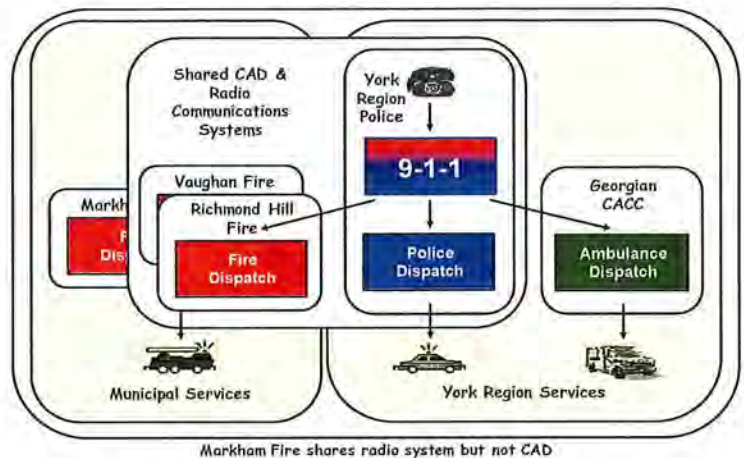 Shared CAD &
Radio
Communications
Systems
York
Region
Police
9-1-1
Vaughan Fire
Richmond Hill
Fire
Fire
Dispatch
Police
Dispatch
Georgian
CACC
Ambulance
Dispatch
Municipal Services
York Region Services
Markham Fire shares radio system but not CAD